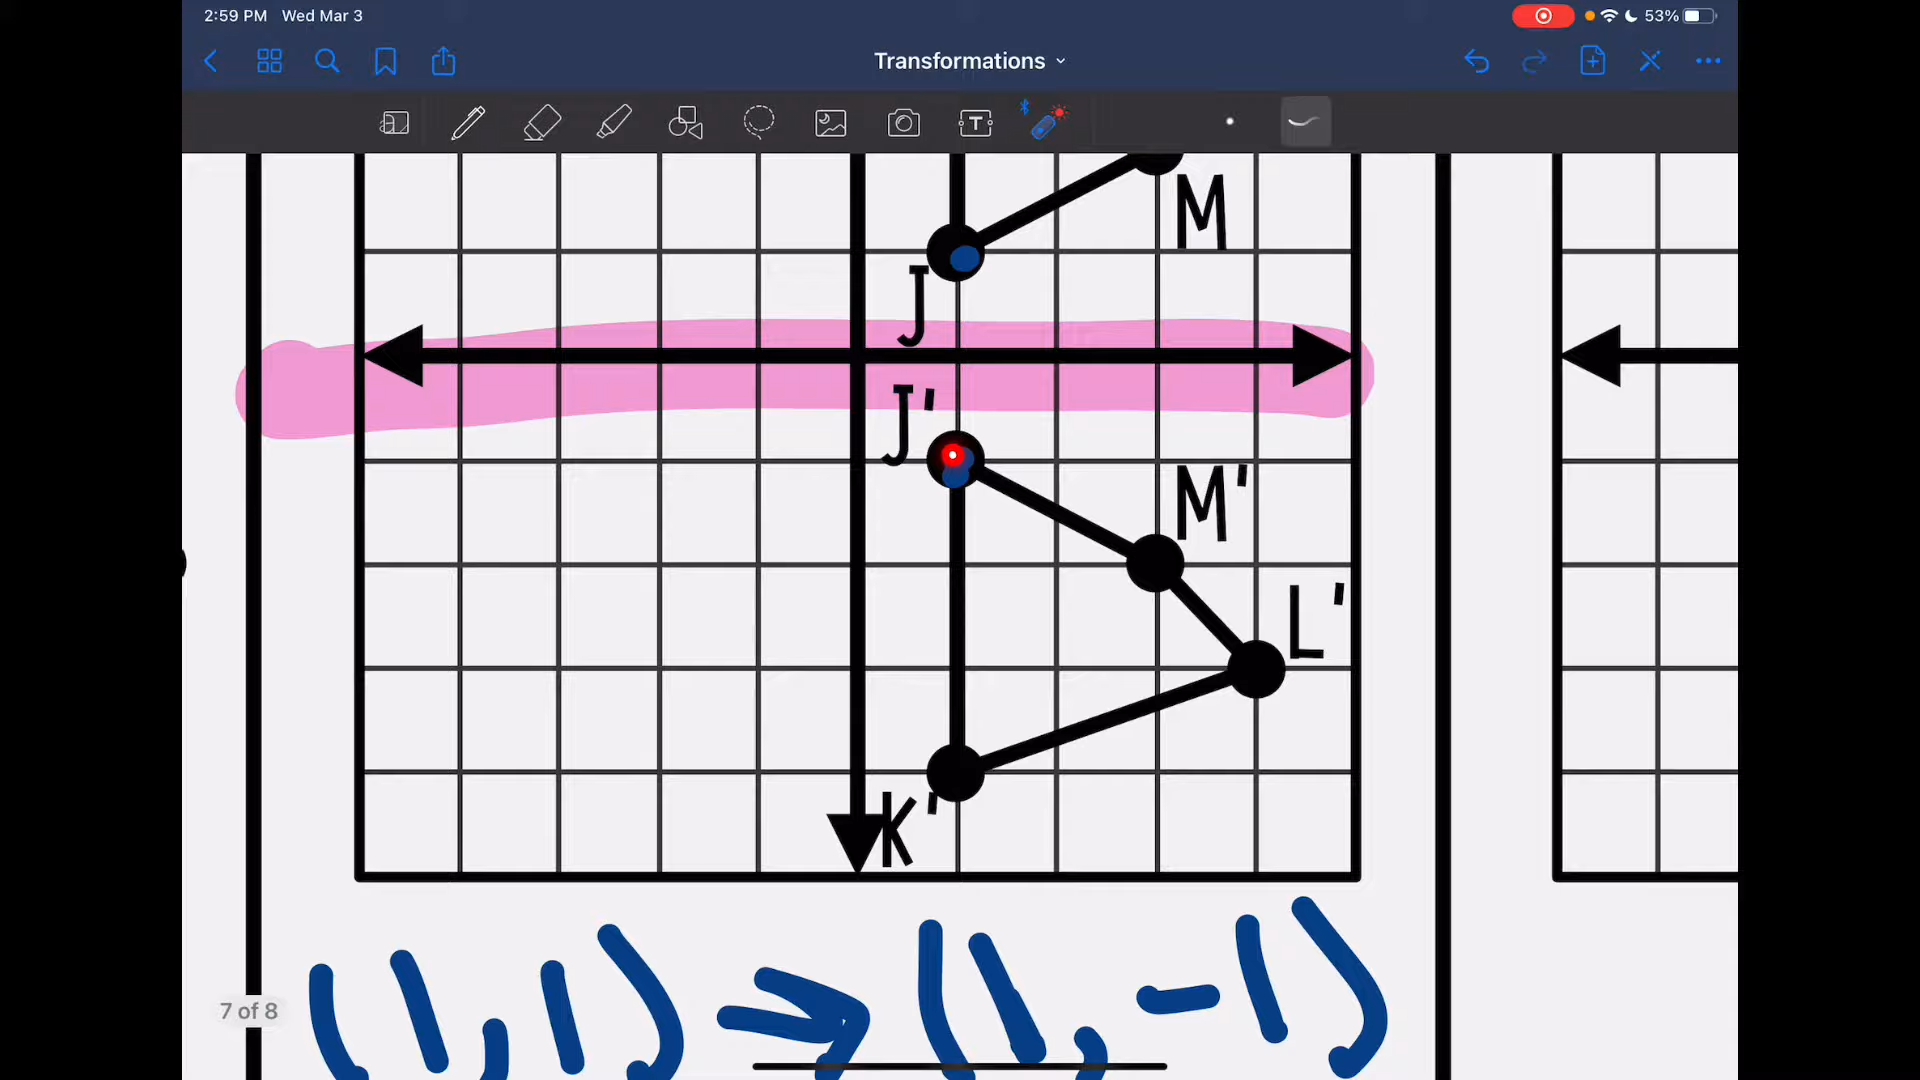 2:59 PM Wed Mar 3 53%
Transformations
T
M
J
J'
M'
L'
K'
(1,1) → (1,-1)
7 of 8